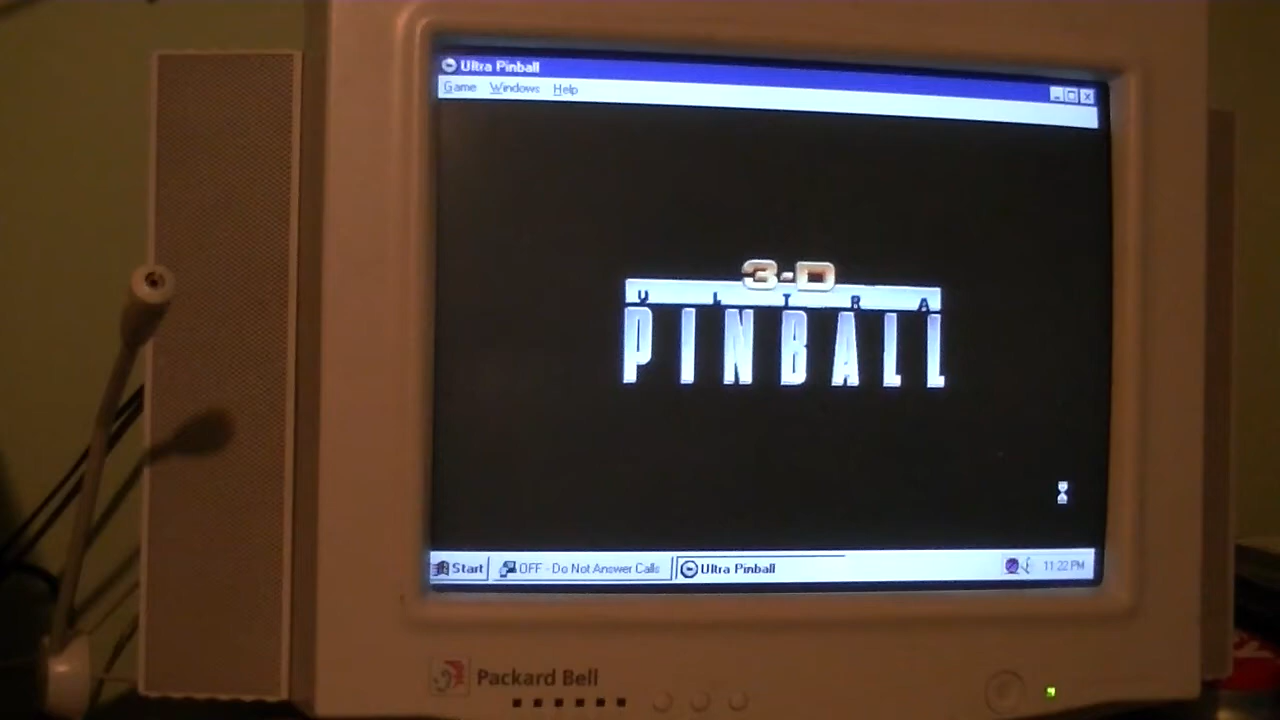 Ultra Pinball
Game Windows Help
3-D
ULTRA
PINBALL
Start OFF - Do Not Answer Calls Ultra Pinball 11:22 PM
Packard Bell